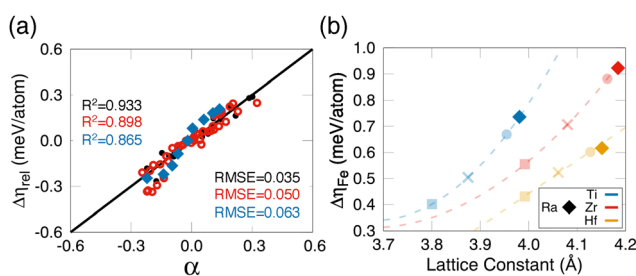 (a)
0.6
0.3
0.0
-0.3
-0.6
Δη_rel (meV/atom)
R²=0.933
R²=0.898
R²=0.865
RMSE=0.035
RMSE=0.050
RMSE=0.063
-0.6 -0.3 0.0 0.3 0.6
α
(b)
1.0
0.9
0.8
0.7
0.6
0.5
0.4
0.3
Δη_Fe (meV/atom)
Ra
Ti
Zr
Hf
3.7 3.8 3.9 4.0 4.1 4.2
Lattice Constant (Å)